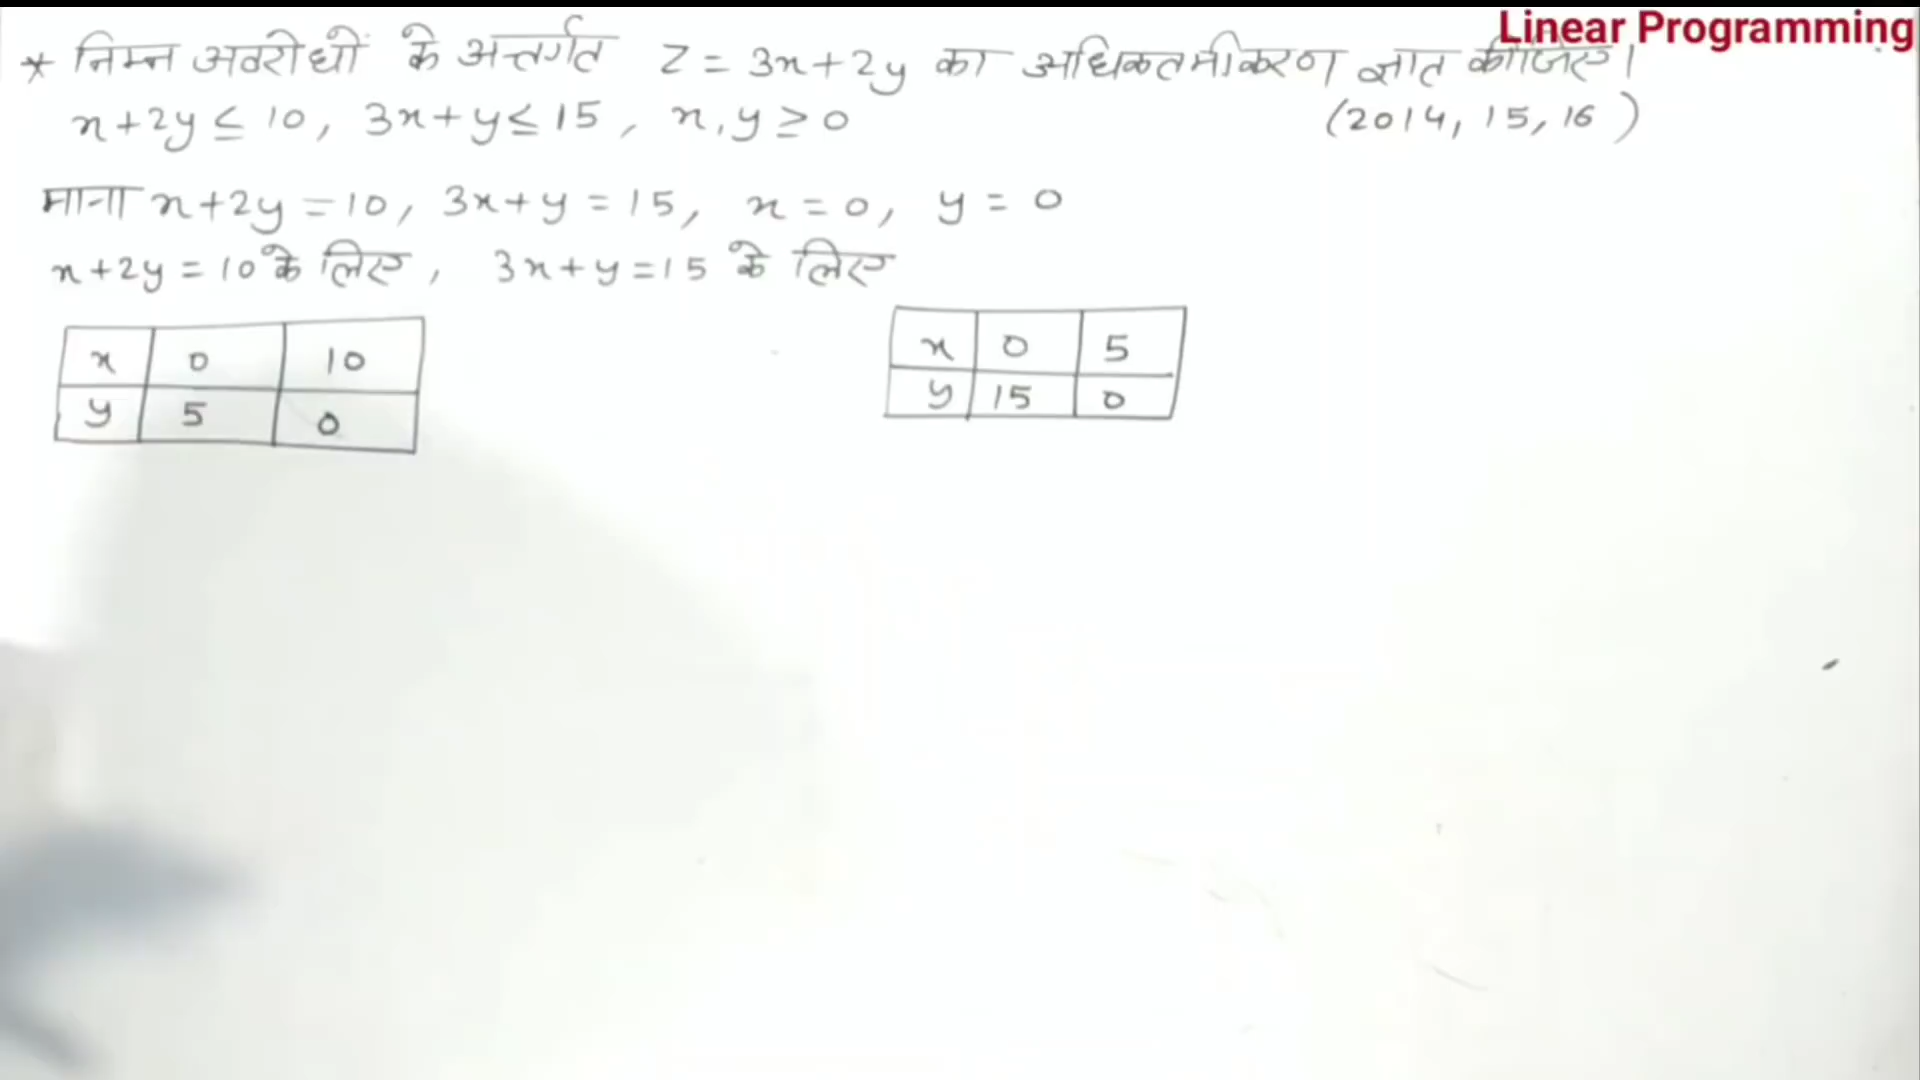 Linear Programming
* निम्न अवरोधों के अन्तर्गत Z = 3x+2y का अधिकतमीकरण ज्ञात कीजिए।
x+2y ≤ 10, 3x+y ≤ 15, x,y ≥ 0 (2014, 15, 16)
माना x+2y = 10, 3x+y = 15, x = 0, y = 0
x+2y = 10 के लिए, 3x+y = 15 के लिए
x 0 10
y 5 0
x 0 5
y 15 0